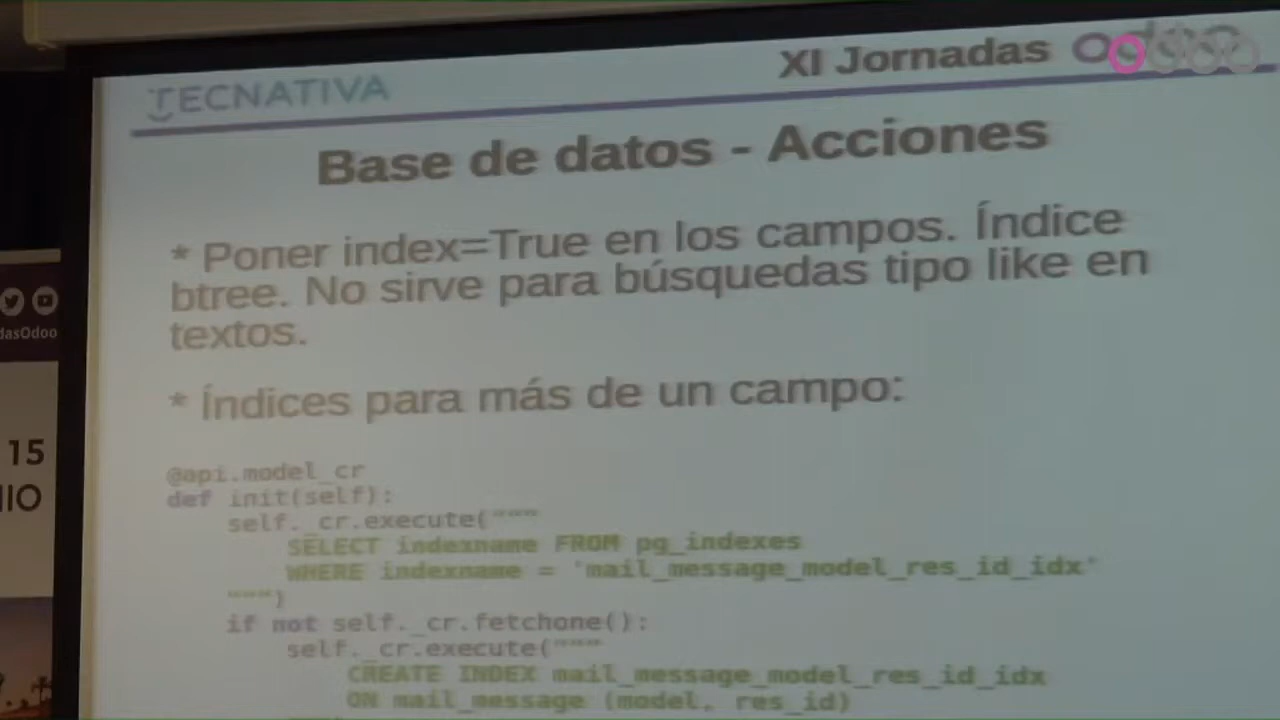 TECNATIVA
XI Jornadas odoo
Base de datos - Acciones
* Poner index=True en los campos. Índice
btree. No sirve para búsquedas tipo like en
textos.
* Índices para más de un campo:
@api.model_cr
def init(self):
self._cr.execute("""
SELECT indexname FROM pg_indexes
WHERE indexname = 'mail_message_model_res_id_idx'
""")
if not self._cr.fetchone():
self._cr.execute("""
CREATE INDEX mail_message_model_res_id_idx
ON mail_message (model, res_id)
dasOdoo
15
NIO